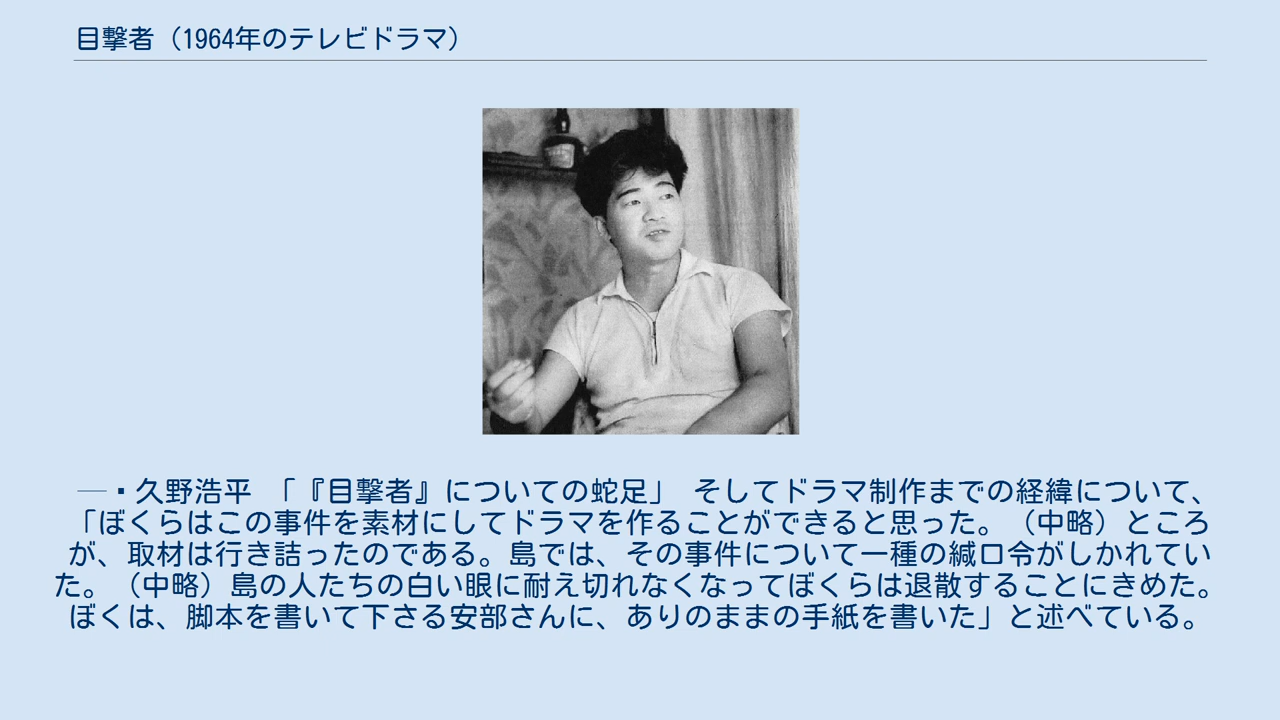 目撃者（1964年のテレビドラマ）
─・久野浩平 「『目撃者』についての蛇足」 そしてドラマ制作までの経緯について、
「ぼくらはこの事件を素材にしてドラマを作ることができると思った。（中略）ところ
が、取材は行き詰ったのである。島では、その事件について一種の緘口令がしかれてい
た。（中略）島の人たちの白い眼に耐え切れなくなってぼくらは退散することにきめた。
ぼくは、脚本を書いて下さる安部さんに、ありのままの手紙を書いた」と述べている。